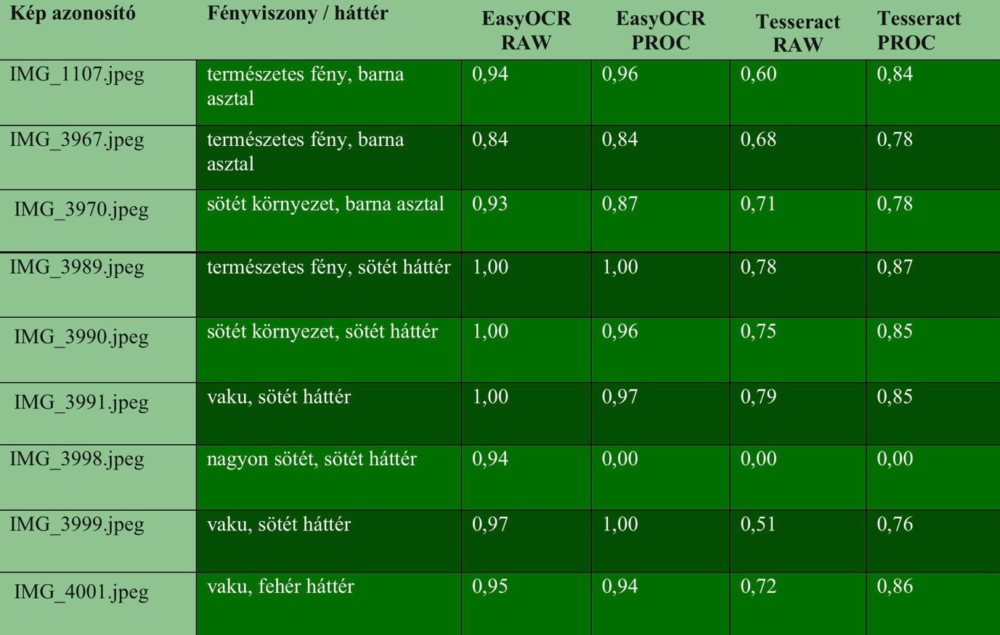 Kép azonosító Fényviszony / háttér EasyOCR RAW EasyOCR PROC Tesseract RAW Tesseract PROC
IMG_1107.jpeg természetes fény, barna asztal 0,94 0,96 0,60 0,84
IMG_3967.jpeg természetes fény, barna asztal 0,84 0,84 0,68 0,78
IMG_3970.jpeg sötét környezet, barna asztal 0,93 0,87 0,71 0,78
IMG_3989.jpeg természetes fény, sötét háttér 1,00 1,00 0,78 0,87
IMG_3990.jpeg sötét környezet, sötét háttér 1,00 0,96 0,75 0,85
IMG_3991.jpeg vaku, sötét háttér 1,00 0,97 0,79 0,85
IMG_3998.jpeg nagyon sötét, sötét háttér 0,94 0,00 0,00 0,00
IMG_3999.jpeg vaku, sötét háttér 0,97 1,00 0,51 0,76
IMG_4001.jpeg vaku, fehér háttér 0,95 0,94 0,72 0,86